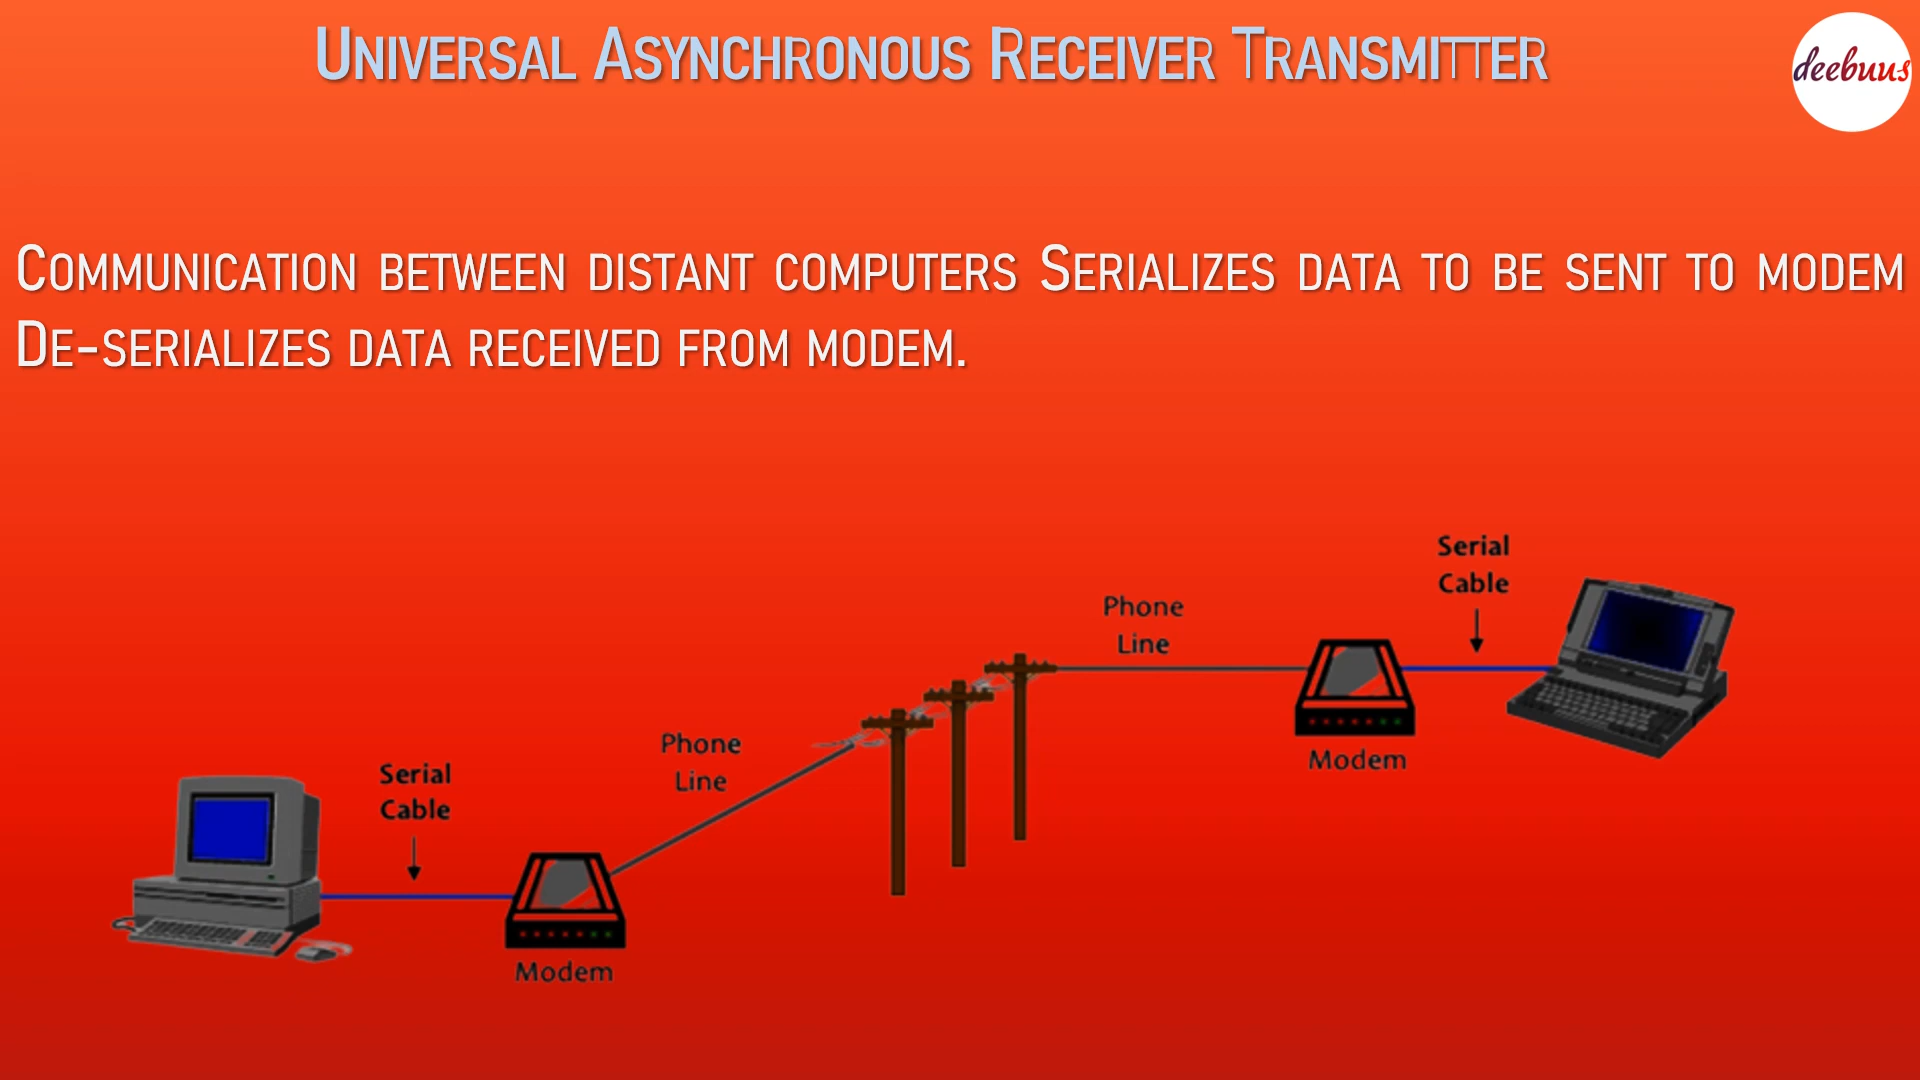 Universal Asynchronous Receiver Transmitter
deebuus
Communication between distant computers Serializes data to be sent to modem
De-serializes data received from modem.
Serial
Cable
Phone
Line
Modem
Phone
Line
Serial
Cable
Modem